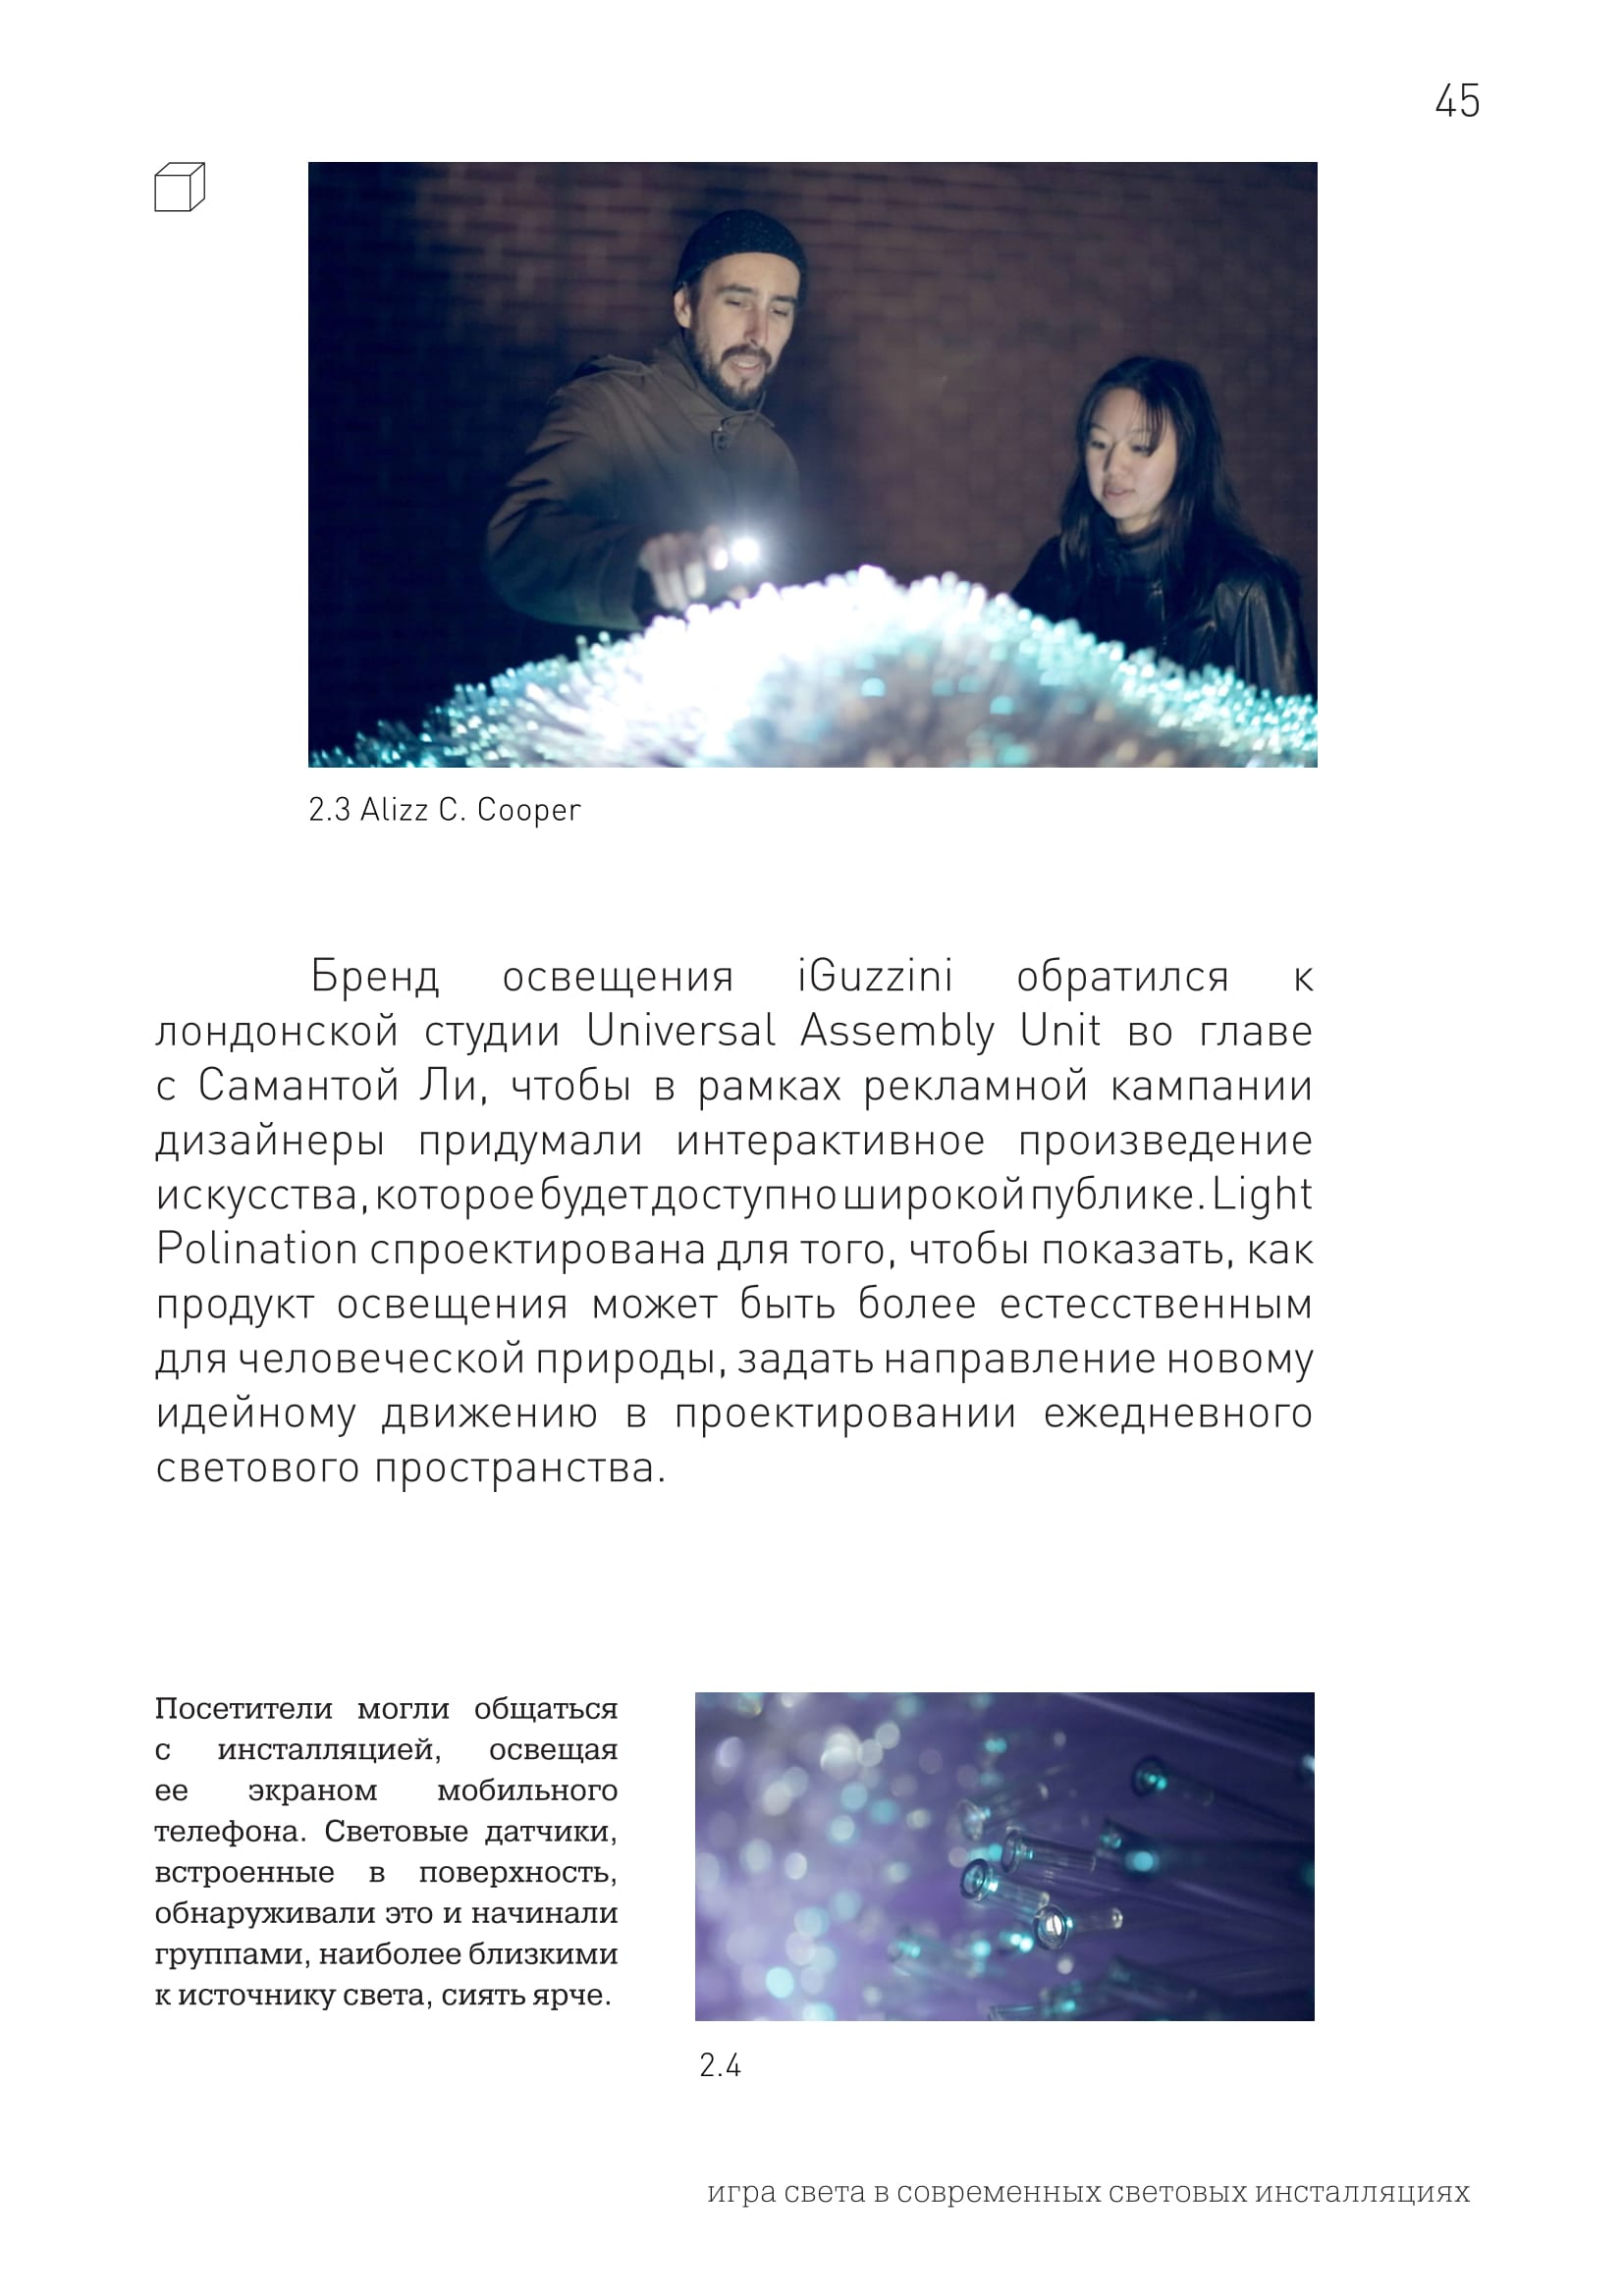 45
2.3 Alizz C. Cooper
Бренд освещения iGuzzini обратился к
лондонской студии Universal Assembly Unit во главе
с Самантой Ли, чтобы в рамках рекламной кампании
дизайнеры придумали интерактивное произведение
искусства, которое будет доступно широкой публике. Light
Polination спроектирована для того, чтобы показать, как
продукт освещения может быть более естесственным
для человеческой природы, задать направление новому
идейному движению в проектировании ежедневного
светового пространства.
Посетители могли общаться
с инсталляцией, освещая
ее экраном мобильного
телефона. Световые датчики,
встроенные в поверхность,
обнаруживали это и начинали
группами, наиболее близкими
к источнику света, сиять ярче.
2.4
игра света в современных световых инсталляциях